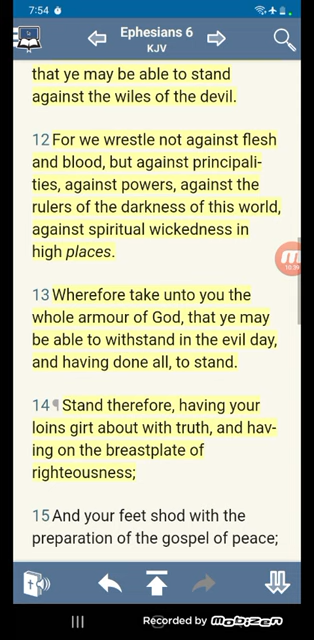 7:54
Ephesians 6
KJV
that ye may be able to stand
against the wiles of the devil.
12 For we wrestle not against flesh
and blood, but against principali-
ties, against powers, against the
rulers of the darkness of this world,
against spiritual wickedness in
high places.
13 Wherefore take unto you the
whole armour of God, that ye may
be able to withstand in the evil day,
and having done all, to stand.
14 ¶ Stand therefore, having your
loins girt about with truth, and hav-
ing on the breastplate of
righteousness;
15 And your feet shod with the
preparation of the gospel of peace;
Recorded by mobizen